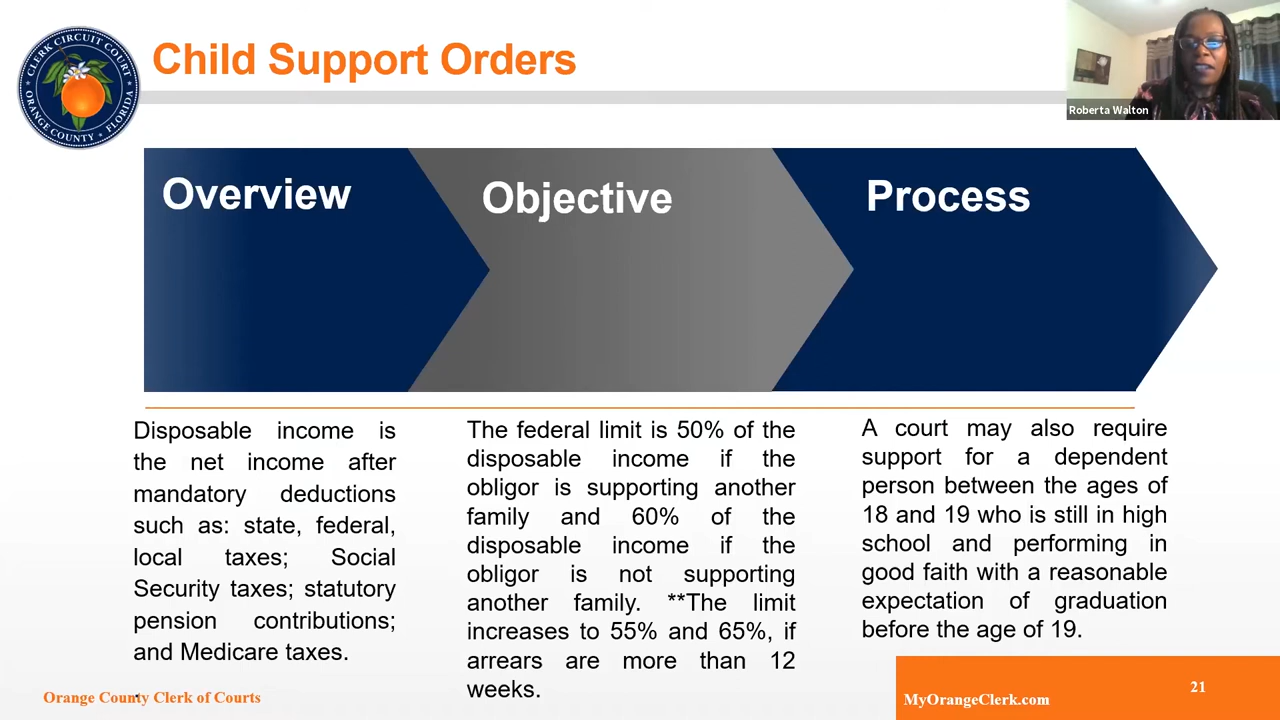 CLERK CIRCUIT COURT
ORANGE COUNTY • FLORIDA
Child Support Orders
Roberta Walton
Overview
Objective
Process
Disposable income is
the net income after
mandatory deductions
such as: state, federal,
local taxes; Social
Security taxes; statutory
pension contributions;
and Medicare taxes.
The federal limit is 50% of the
disposable income if the
obligor is supporting another
family and 60% of the
disposable income if the
obligor is not supporting
another family. **The limit
increases to 55% and 65%, if
arrears are more than 12
weeks.
A court may also require
support for a dependent
person between the ages of
18 and 19 who is still in high
school and performing in
good faith with a reasonable
expectation of graduation
before the age of 19.
Orange County Clerk of Courts
MyOrangeClerk.com
21